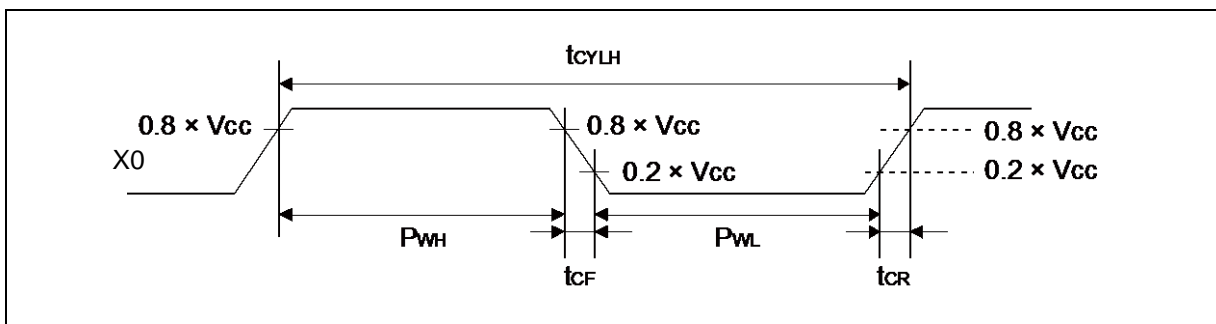 tCYLH
0.8 × VCC
0.8 × VCC
0.8 × VCC
X0
0.2 × VCC
0.2 × VCC
PWH
PWL
tCF
tCR